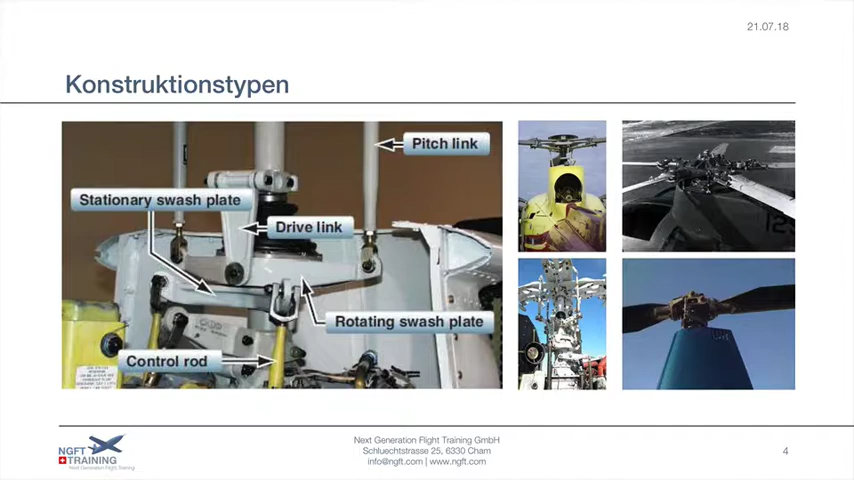 21.07.18
Konstruktionstypen
Pitch link
Stationary swash plate
Drive link
Rotating swash plate
Control rod
NGFT
TRAINING
Next Generation Flight Training
Next Generation Flight Training GmbH
Schluechtstrasse 25, 6330 Cham
info@ngft.com | www.ngft.com
4